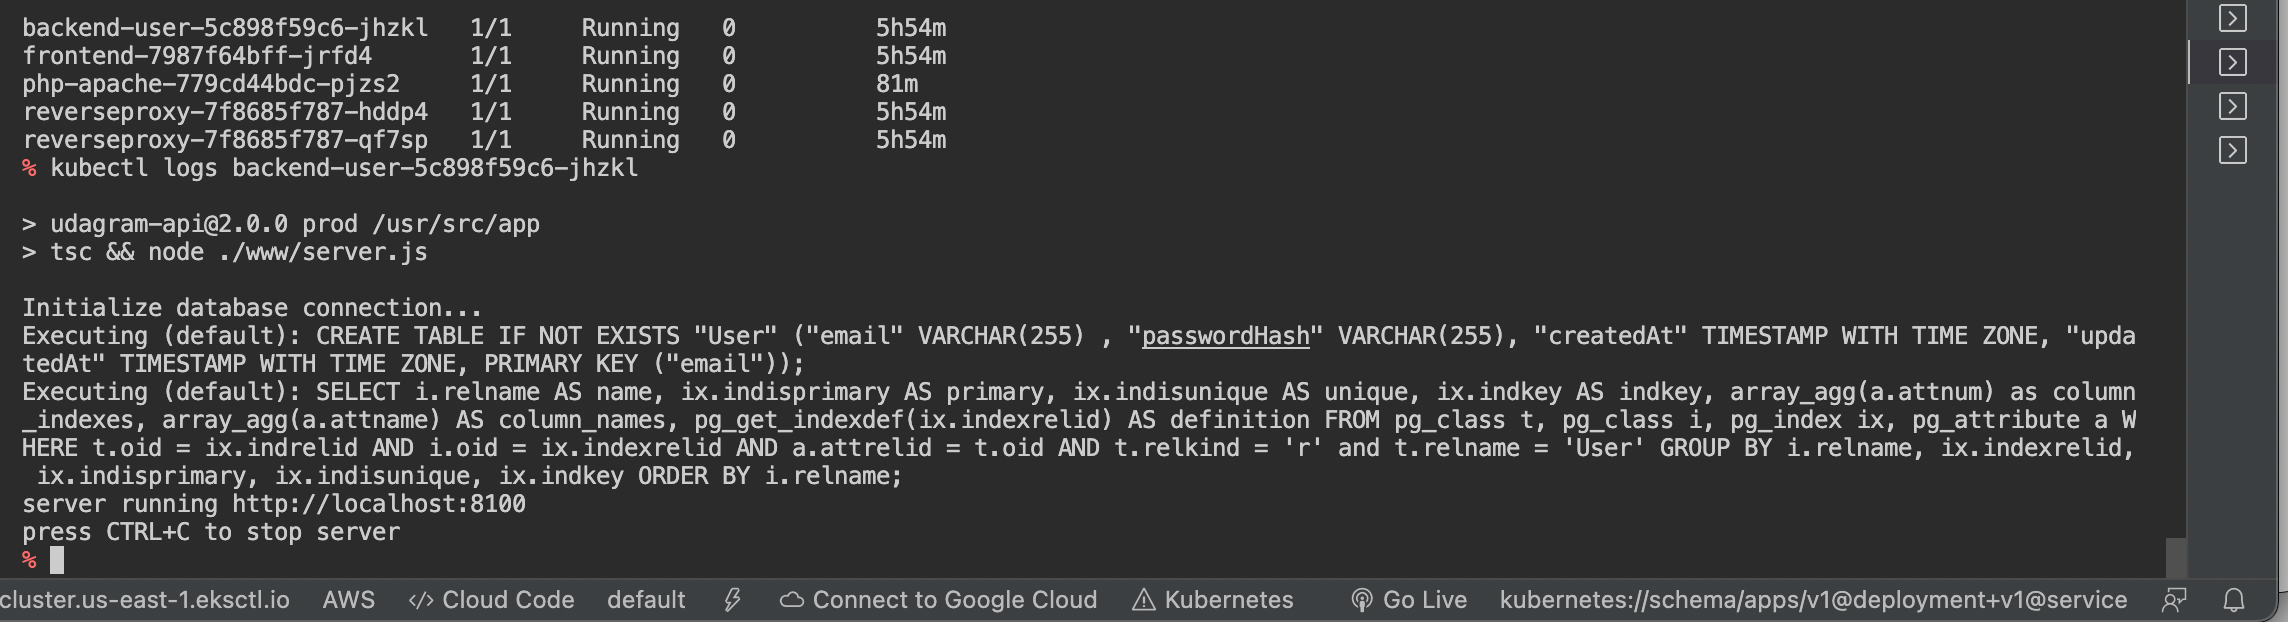 backend-user-5c898f59c6-jhzkl   1/1     Running   0          5h54m
frontend-7987f64bff-jrfd4       1/1     Running   0          5h54m
php-apache-779cd44bdc-pjzs2     1/1     Running   0          81m
reverseproxy-7f8685f787-hddp4   1/1     Running   0          5h54m
reverseproxy-7f8685f787-qf7sp   1/1     Running   0          5h54m
% kubectl logs backend-user-5c898f59c6-jhzkl
> udagram-api@2.0.0 prod /usr/src/app
> tsc && node ./www/server.js
Initialize database connection...
Executing (default): CREATE TABLE IF NOT EXISTS "User" ("email" VARCHAR(255) , "passwordHash" VARCHAR(255), "createdAt" TIMESTAMP WITH TIME ZONE, "upda
tedAt" TIMESTAMP WITH TIME ZONE, PRIMARY KEY ("email"));
Executing (default): SELECT i.relname AS name, ix.indisprimary AS primary, ix.indisunique AS unique, ix.indkey AS indkey, array_agg(a.attnum) as column
_indexes, array_agg(a.attname) AS column_names, pg_get_indexdef(ix.indexrelid) AS definition FROM pg_class t, pg_class i, pg_index ix, pg_attribute a W
HERE t.oid = ix.indrelid AND i.oid = ix.indexrelid AND a.attrelid = t.oid AND t.relkind = 'r' and t.relname = 'User' GROUP BY i.relname, ix.indexrelid,
 ix.indisprimary, ix.indisunique, ix.indkey ORDER BY i.relname;
server running http://localhost:8100
press CTRL+C to stop server
%
cluster.us-east-1.eksctl.io AWS </> Cloud Code default Connect to Google Cloud Kubernetes Go Live kubernetes://schema/apps/v1@deployment+v1@service